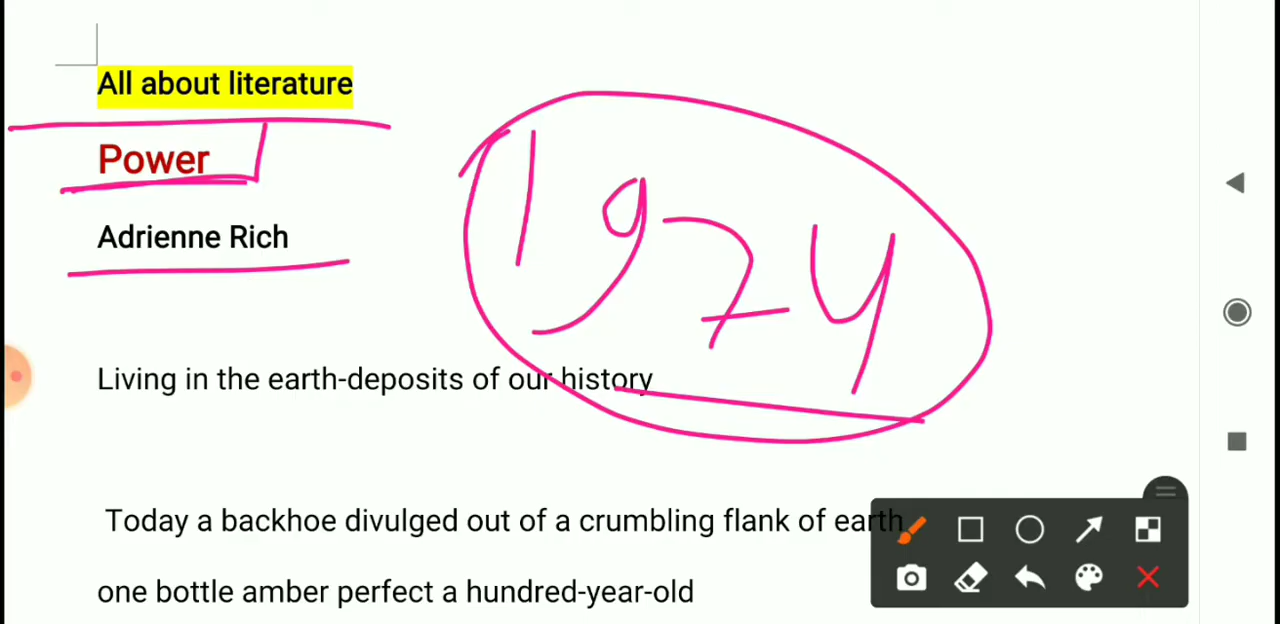 All about literature
Power
1974
Adrienne Rich
Living in the earth-deposits of our history
Today a backhoe divulged out of a crumbling flank of earth
one bottle amber perfect a hundred-year-old